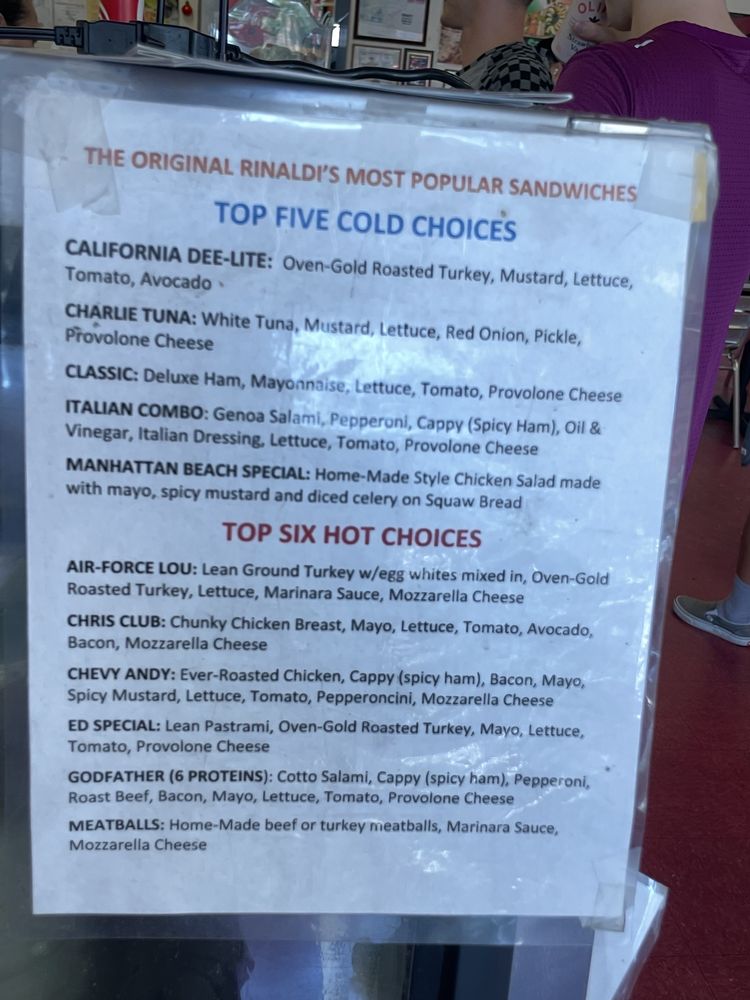 OLI
THE ORIGINAL RINALDI'S MOST POPULAR SANDWICHES
TOP FIVE COLD CHOICES
CALIFORNIA DEE-LITE: Oven-Gold Roasted Turkey, Mustard, Lettuce,
Tomato, Avocado
CHARLIE TUNA: White Tuna, Mustard, Lettuce, Red Onion, Pickle,
Provolone Cheese
CLASSIC: Deluxe Ham, Mayonnaise, Lettuce, Tomato, Provolone Cheese
ITALIAN COMBO: Genoa Salami, Pepperoni, Cappy (Spicy Ham), Oil &
Vinegar, Italian Dressing, Lettuce, Tomato, Provolone Cheese
MANHATTAN BEACH SPECIAL: Home-Made Style Chicken Salad made
with mayo, spicy mustard and diced celery on Squaw Bread
TOP SIX HOT CHOICES
AIR-FORCE LOU: Lean Ground Turkey w/egg whites mixed in, Oven-Gold
Roasted Turkey, Lettuce, Marinara Sauce, Mozzarella Cheese
CHRIS CLUB: Chunky Chicken Breast, Mayo, Lettuce, Tomato, Avocado,
Bacon, Mozzarella Cheese
CHEVY ANDY: Ever-Roasted Chicken, Cappy (spicy ham), Bacon, Mayo,
Spicy Mustard, Lettuce, Tomato, Pepperoncini, Mozzarella Cheese
ED SPECIAL: Lean Pastrami, Oven-Gold Roasted Turkey, Mayo, Lettuce,
Tomato, Provolone Cheese
GODFATHER (6 PROTEINS): Cotto Salami, Cappy (spicy ham), Pepperoni,
Roast Beef, Bacon, Mayo, Lettuce, Tomato, Provolone Cheese
MEATBALLS: Home-Made beef or turkey meatballs, Marinara Sauce,
Mozzarella Cheese